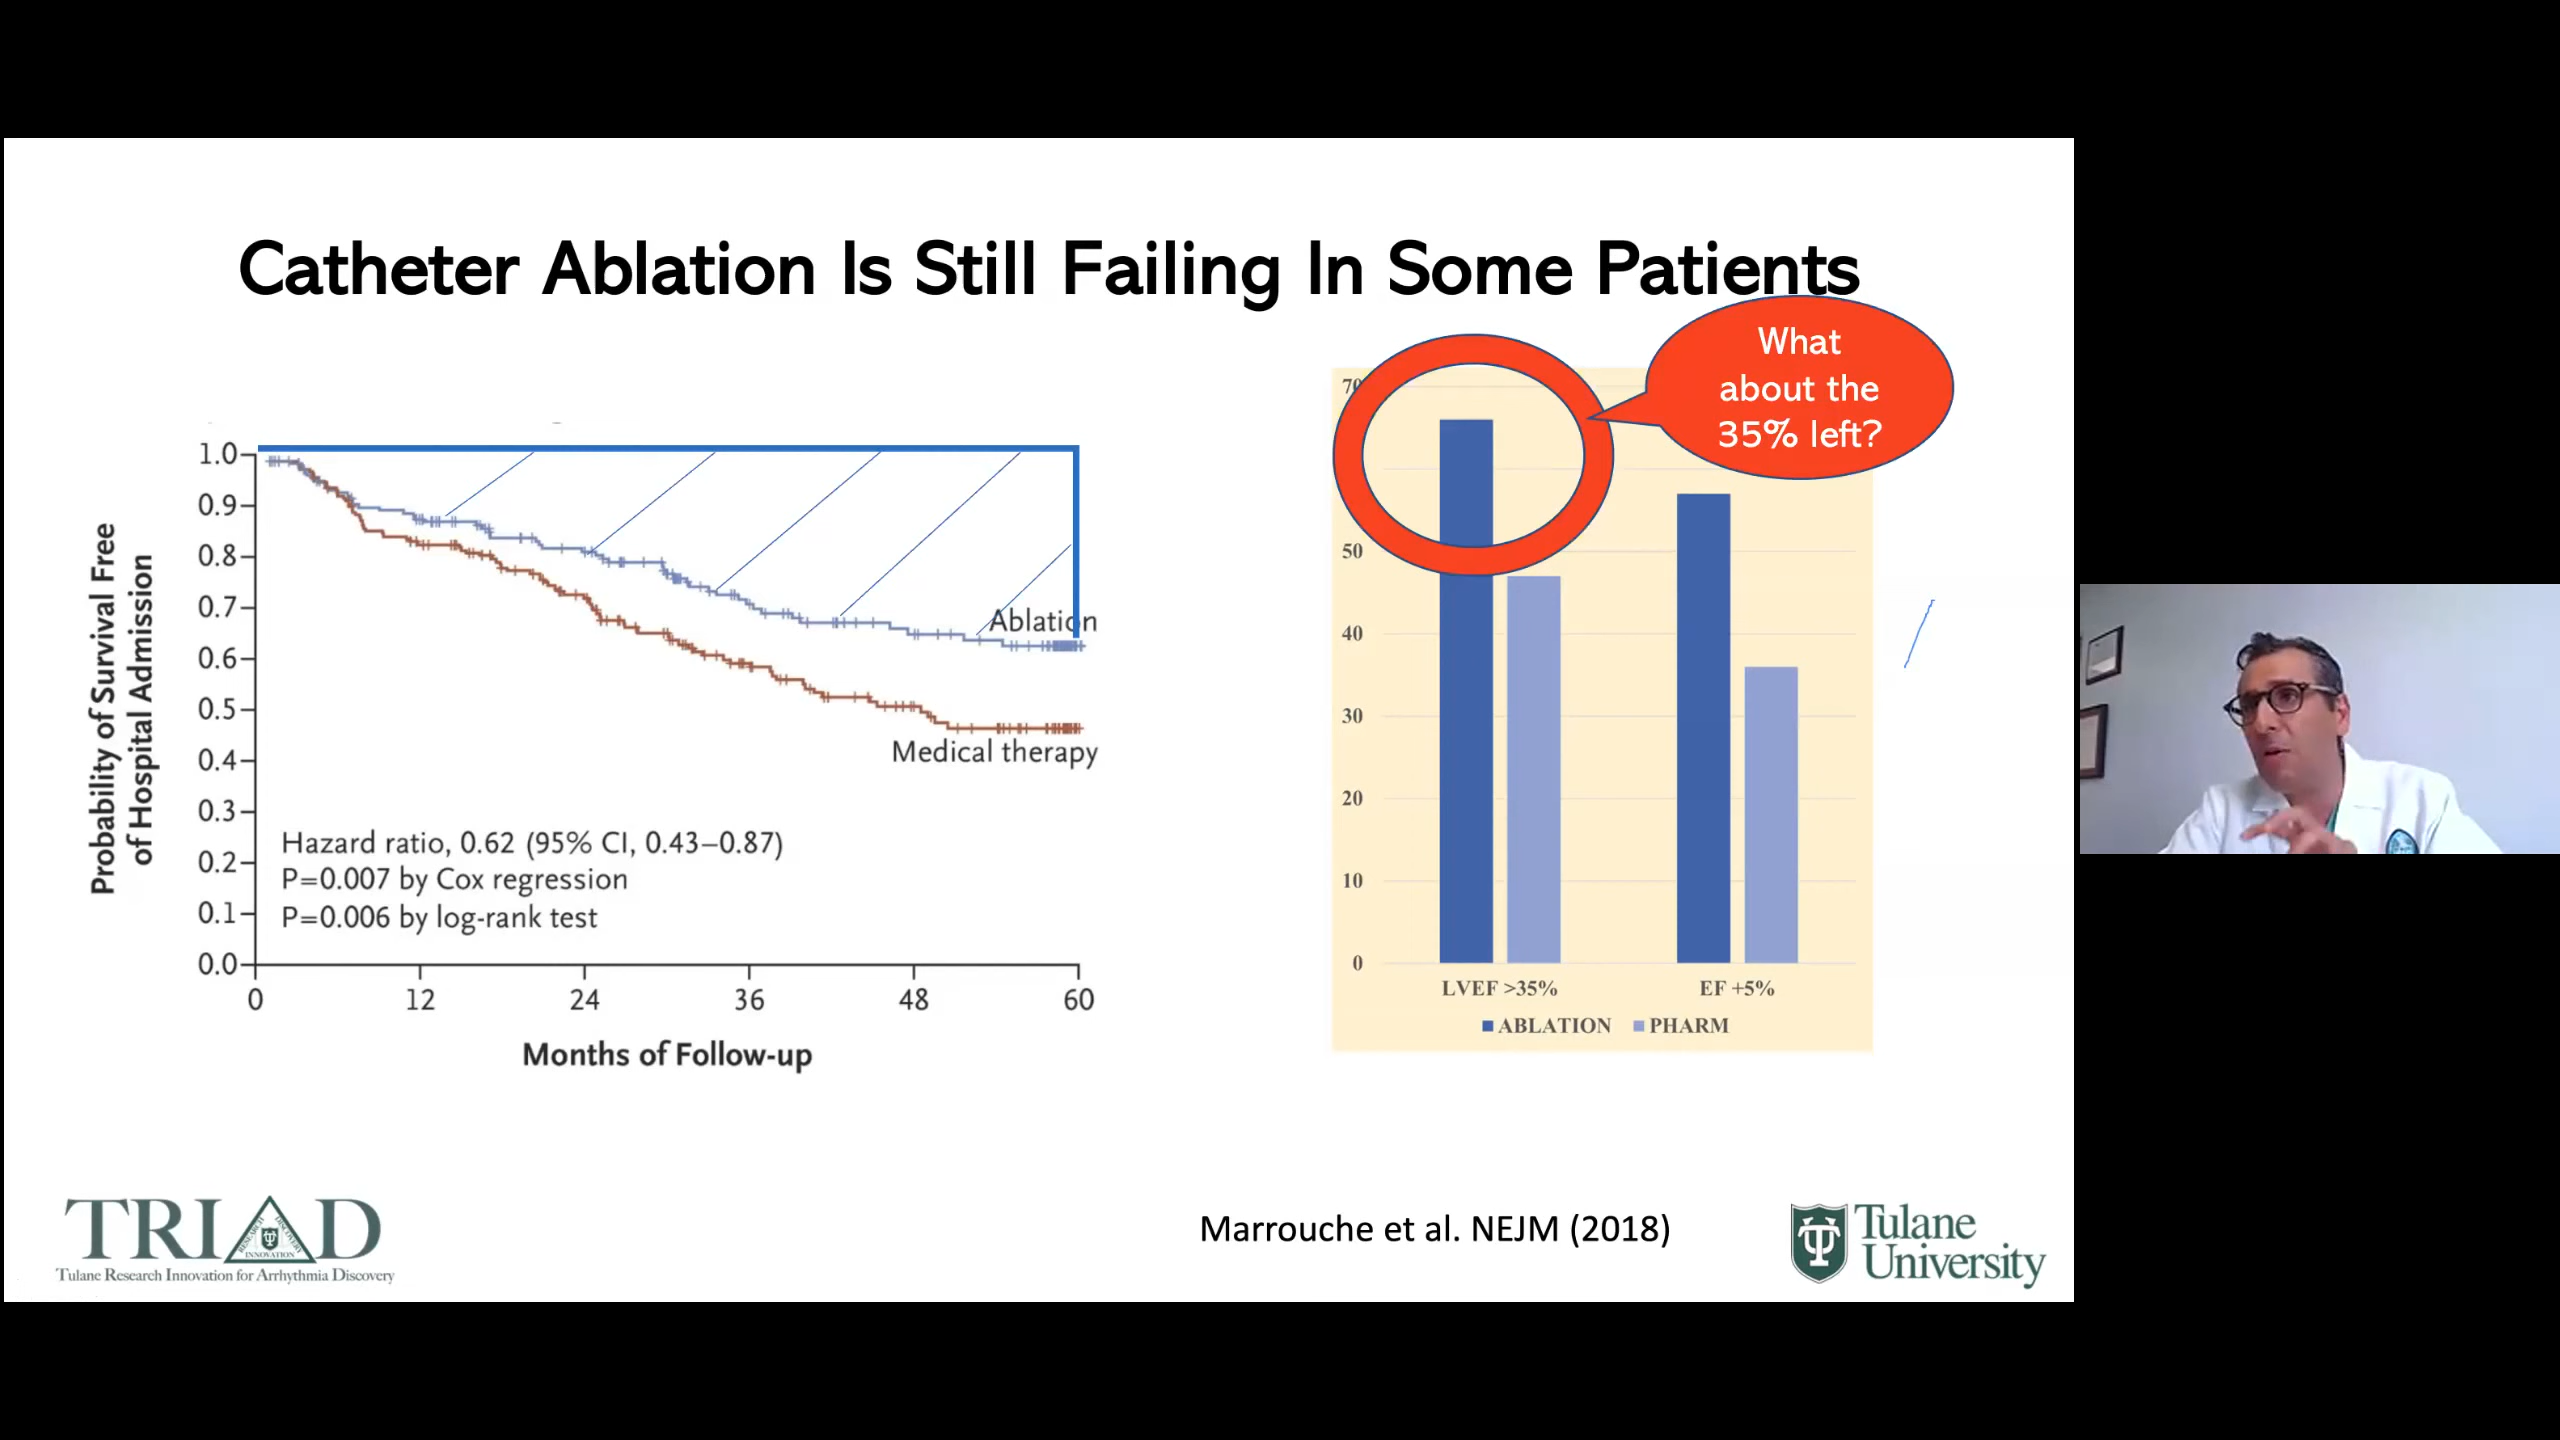 Catheter Ablation Is Still Failing In Some Patients
What
about the
35% left?
Probability of Survival Free
of Hospital Admission
1.0
0.9
0.8
0.7
0.6
0.5
0.4
0.3
0.2
0.1
0.0
Ablation
Medical therapy
Hazard ratio, 0.62 (95% CI, 0.43–0.87)
P=0.007 by Cox regression
P=0.006 by log-rank test
0 12 24 36 48 60
Months of Follow-up
70
50
40
30
20
10
0
LVEF >35% EF +5%
ABLATION PHARM
TRIAD
RESEARCH DISCOVERY
INNOVATION
Tulane Research Innovation for Arrhythmia Discovery
Marrouche et al. NEJM (2018)
Tulane
University